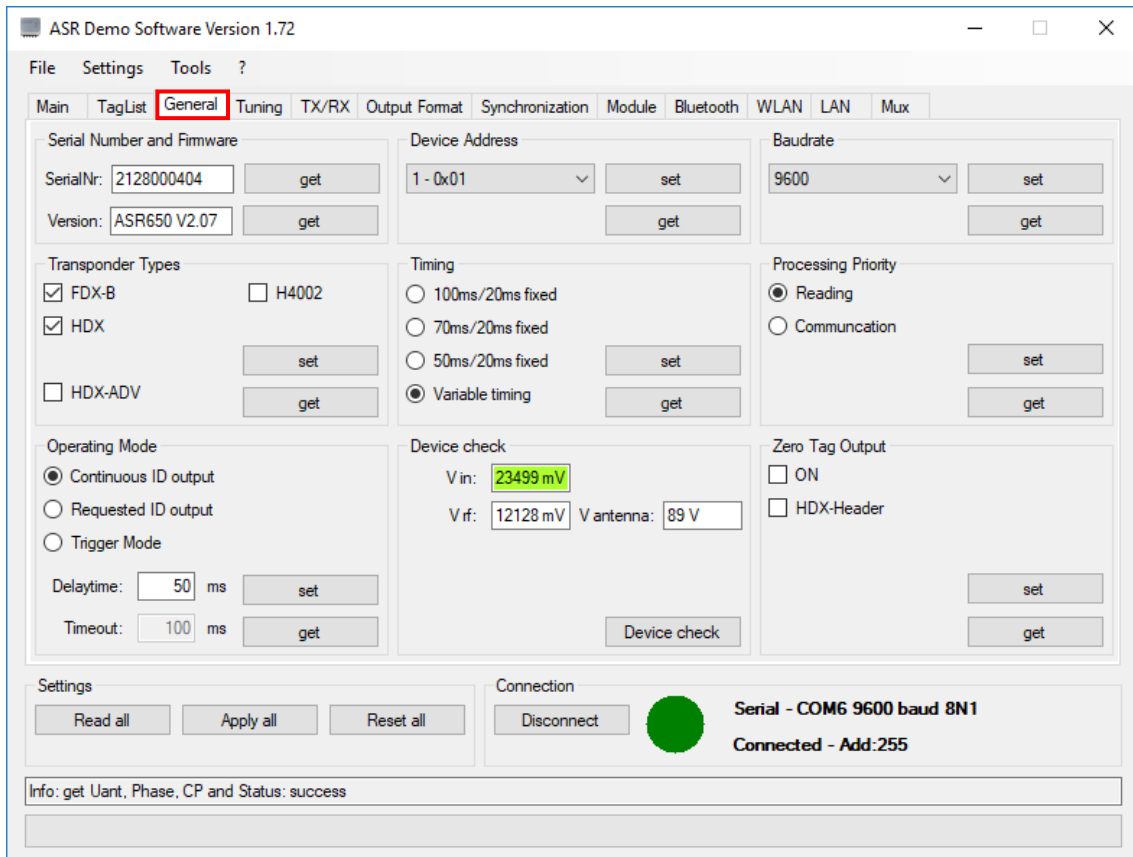 ASR Demo Software Version 1.72
File Settings Tools ?
Main TagList General Tuning TX/RX Output Format Synchronization Module Bluetooth WLAN LAN Mux
Serial Number and Firmware
SerialNr: 2128000404 get
Version: ASR650 V2.07 get
Device Address
1 - 0x01 set
get
Baudrate
9600 set
get
Transponder Types
FDX-B H4002
HDX
set
HDX-ADV get
Timing
100ms/20ms fixed
70ms/20ms fixed
50ms/20ms fixed set
Variable timing get
Processing Priority
Reading
Communcation
set
get
Operating Mode
Continuous ID output
Requested ID output
Trigger Mode
Delaytime: 50 ms set
Timeout: 100 ms get
Device check
V in: 23499 mV
V rf: 12128 mV V antenna: 89 V
Device check
Zero Tag Output
ON
HDX-Header
set
get
Settings
Read all Apply all Reset all
Connection
Disconnect
Serial - COM6 9600 baud 8N1
Connected - Add:255
Info: get Uant, Phase, CP and Status: success